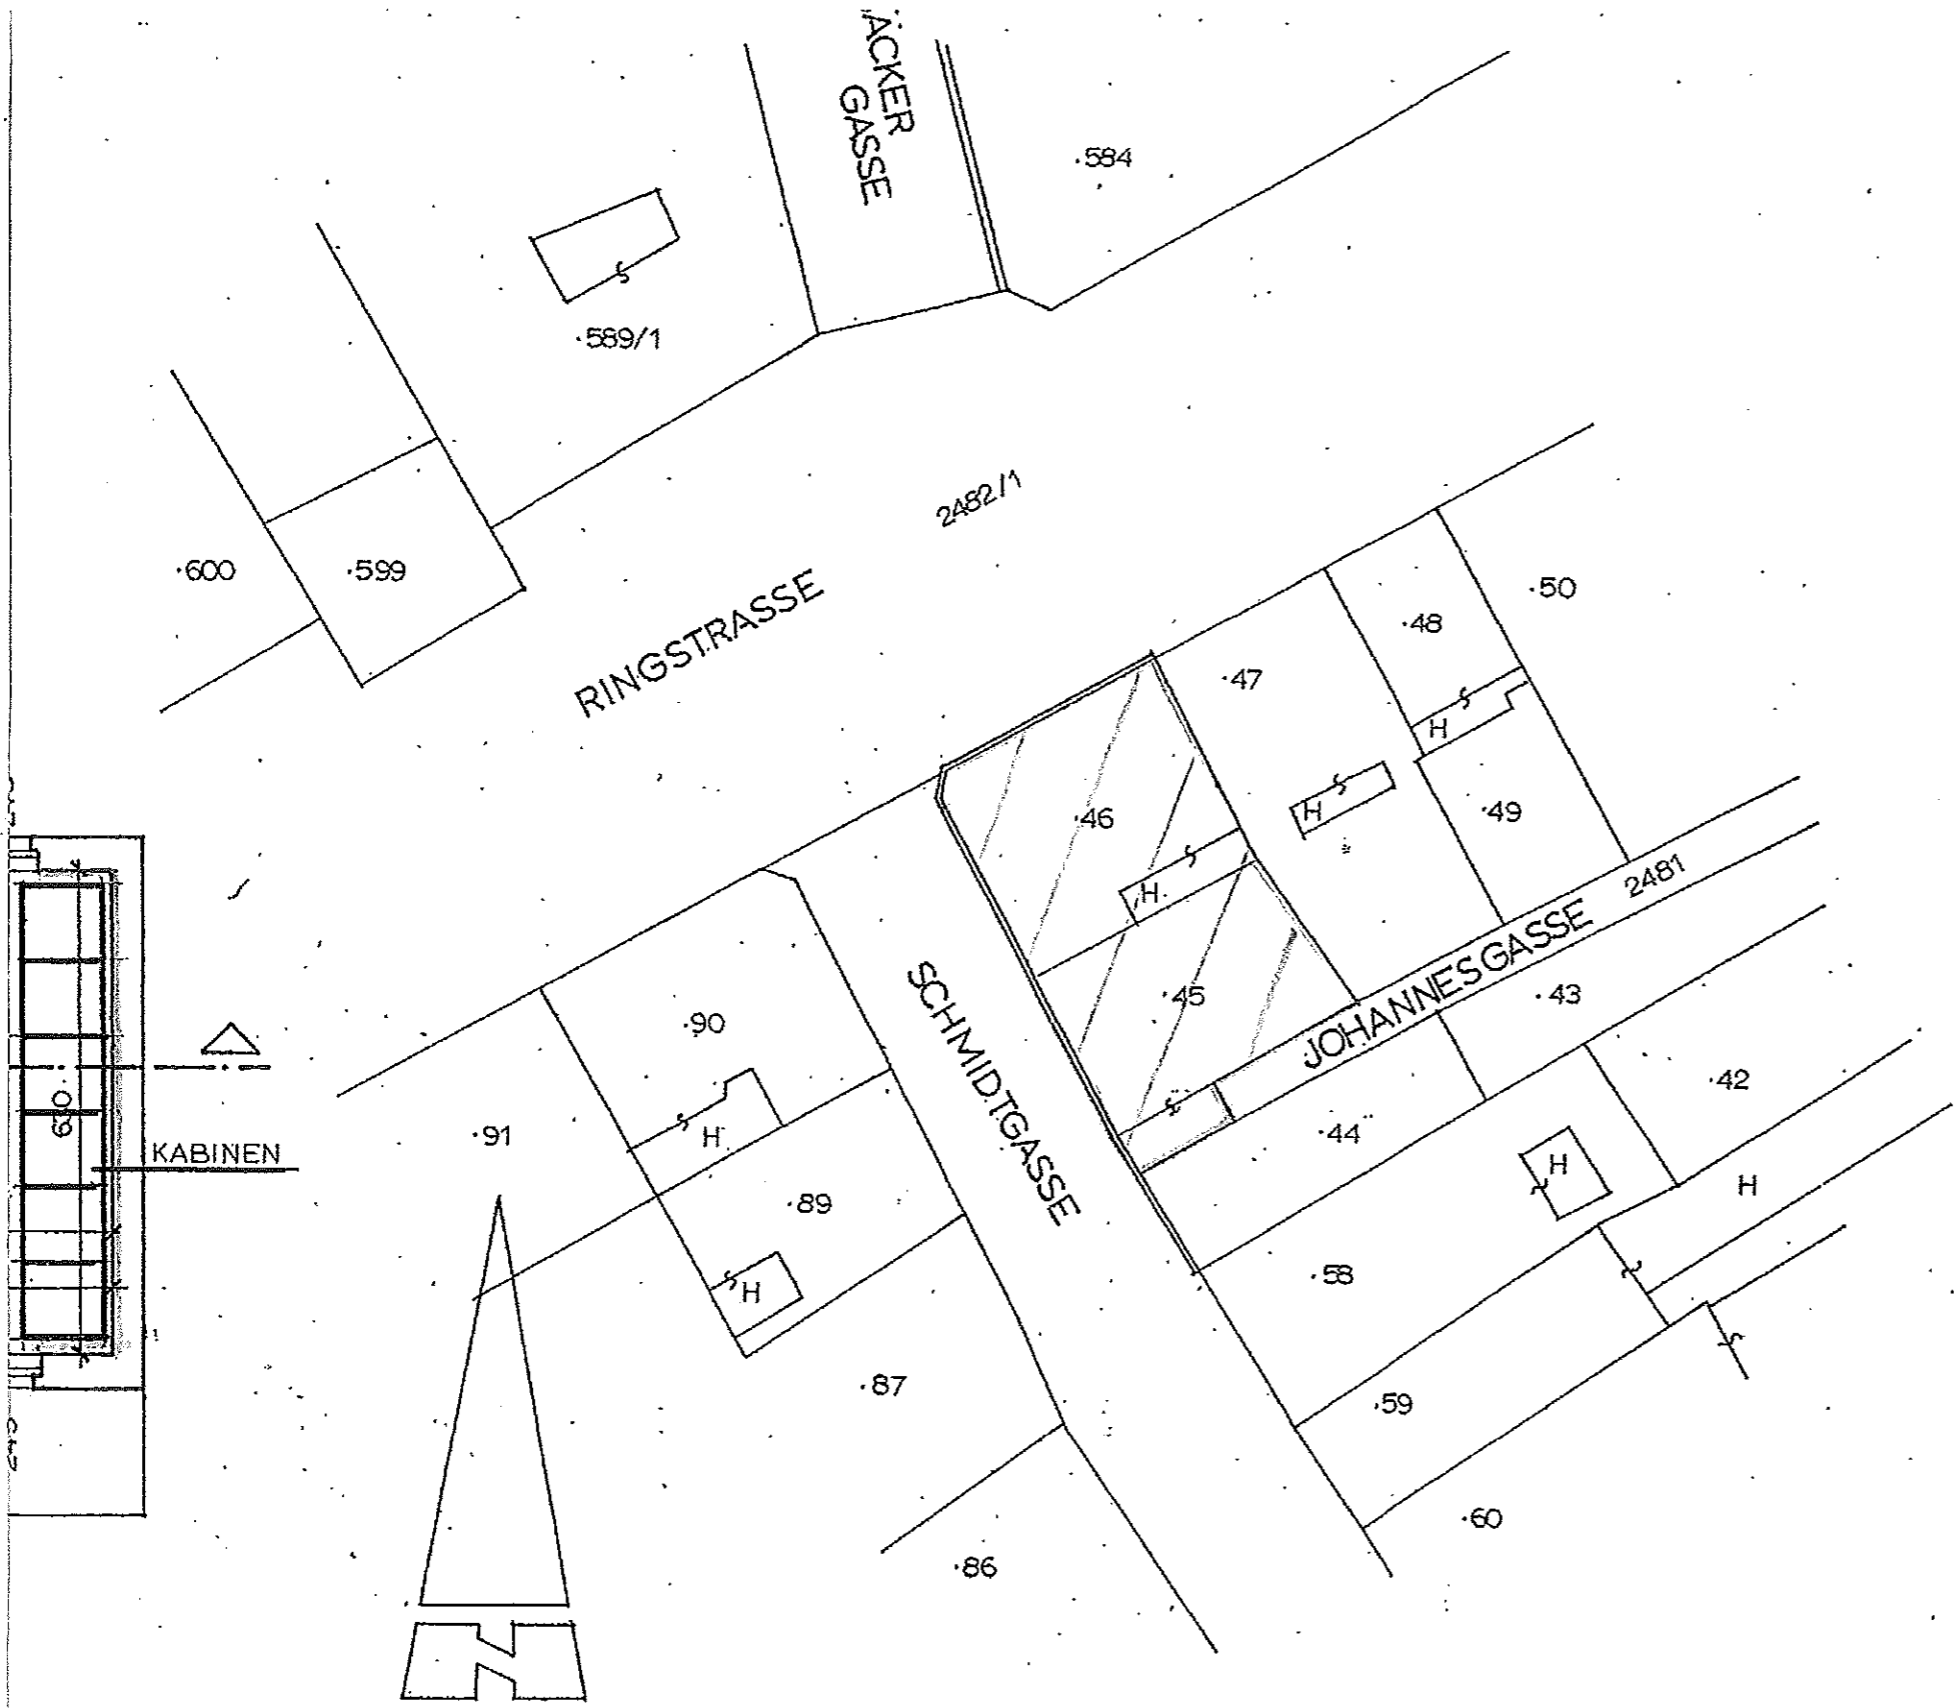 ÄCKER
GASSE
.584
.589/1
2482/1
.600
.599
RINGSTRASSE
.50
.48
.47
H
H
.46
.49
H.
2481
JOHANNESGASSE
.45
.43
.90
SCHMIDTGASSE
.42
.44
.91
H
H
H
KABINEN
.89
.58
H
.87
.59
.60
.86
N